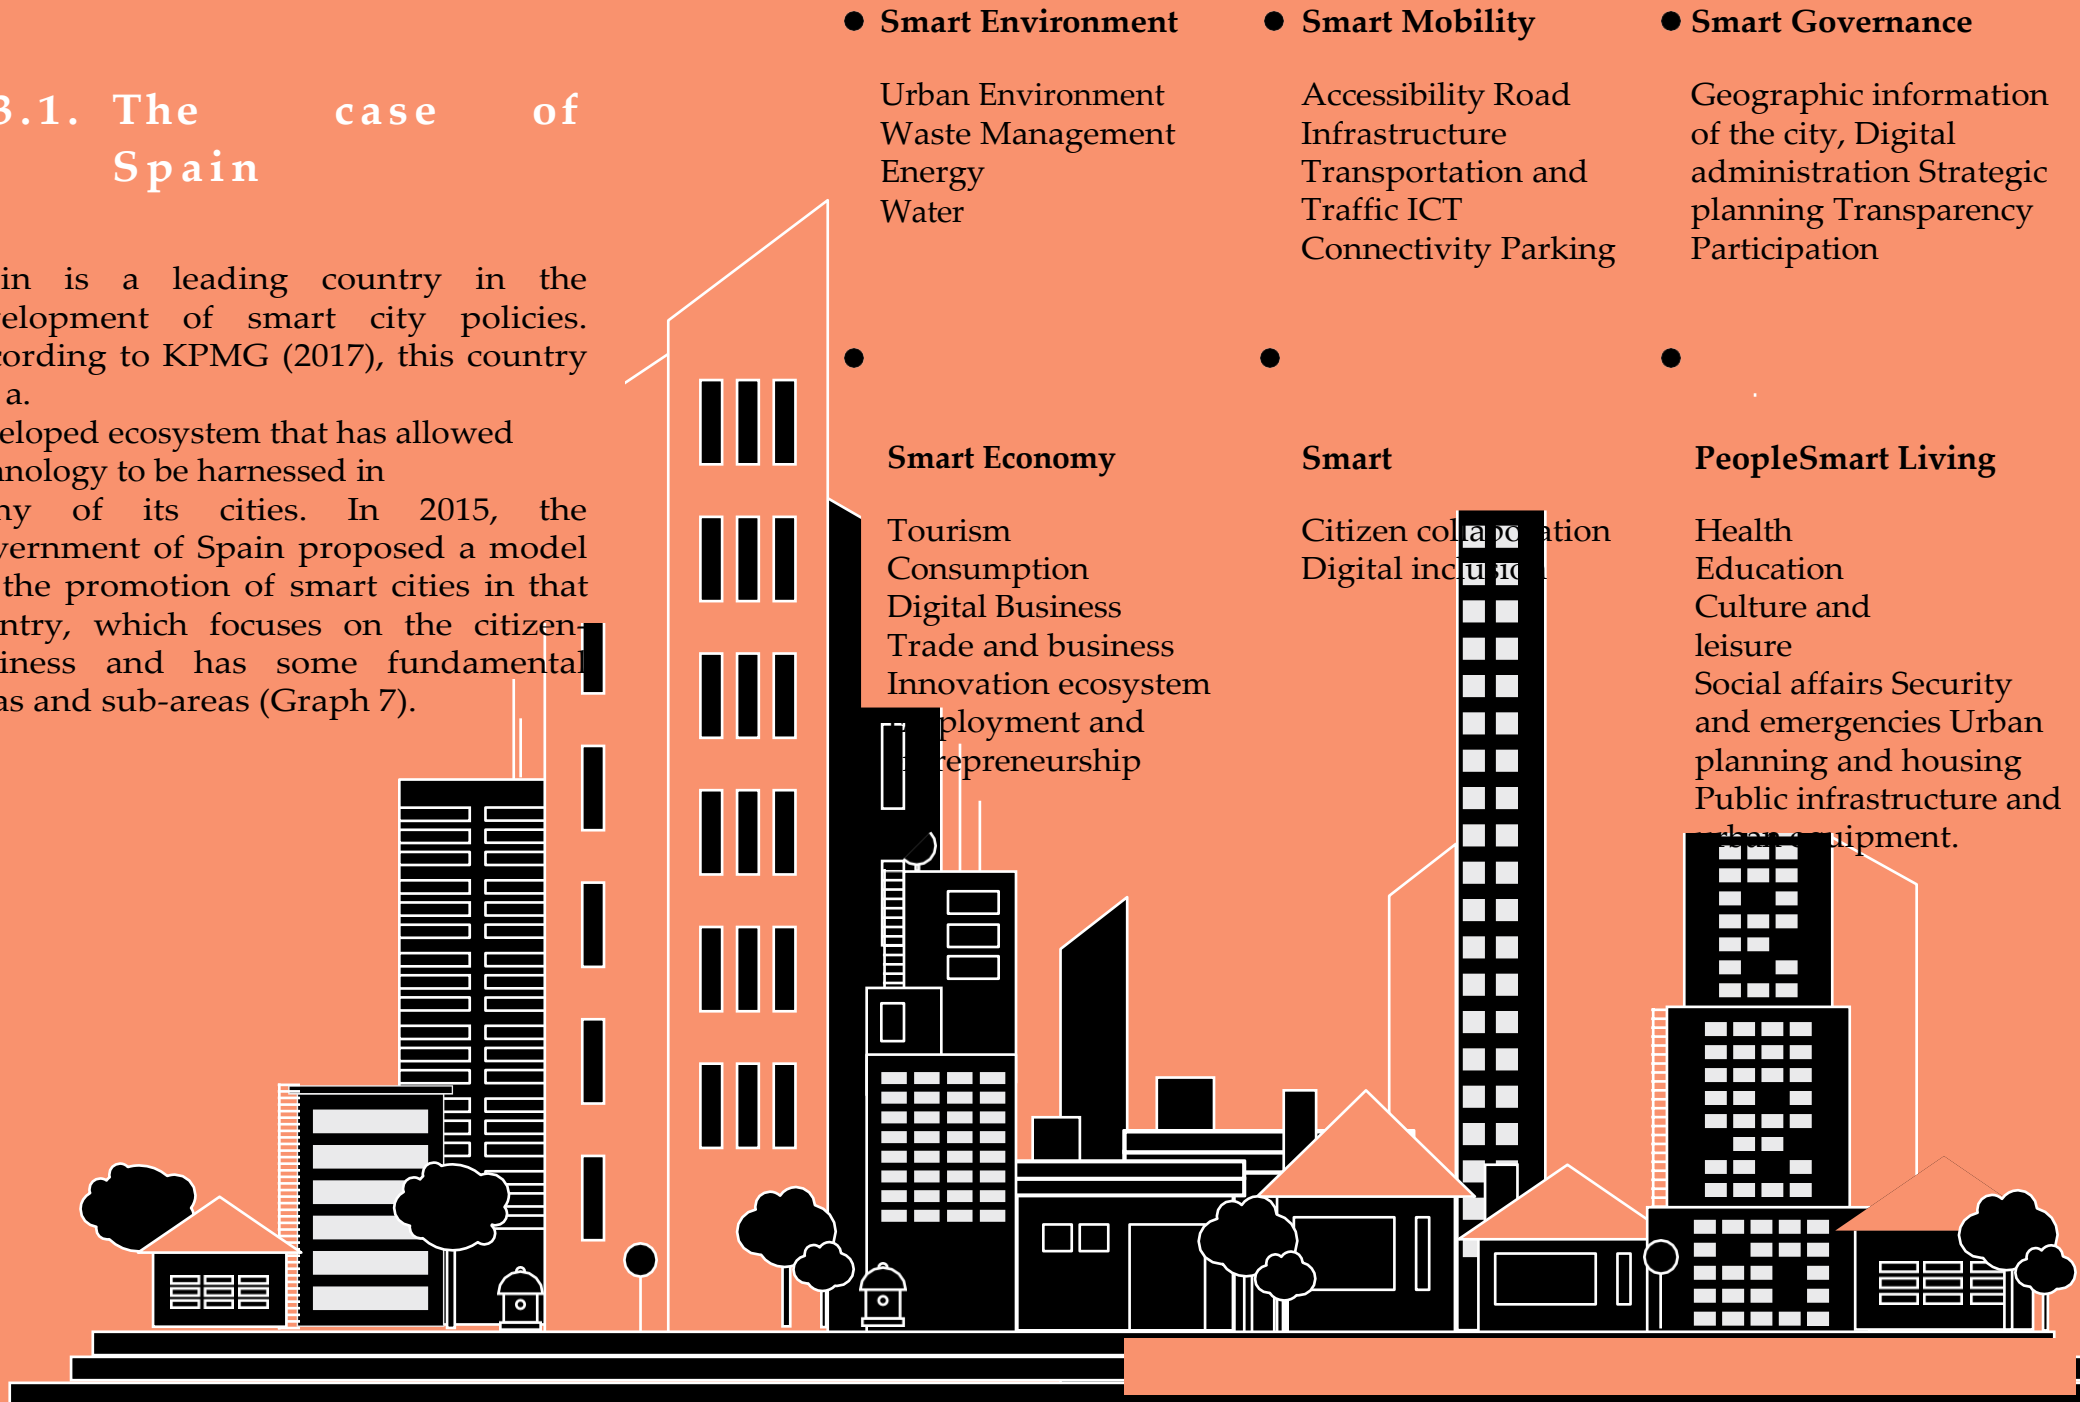 3.1. The case of
Spain
in is a leading country in the
elopment of smart city policies.
cording to KPMG (2017), this country
a.
eloped ecosystem that has allowed
hnology to be harnessed in
ny of its cities. In 2015, the
vernment of Spain proposed a model
the promotion of smart cities in that
ntry, which focuses on the citizen-
iness and has some fundamental
as and sub-areas (Graph 7).
● Smart Environment
Urban Environment
Waste Management
Energy
Water
● Smart Mobility
Accessibility Road
Infrastructure
Transportation and
Traffic ICT
Connectivity Parking
● Smart Governance
Geographic information
of the city, Digital
administration Strategic
planning Transparency
Participation
●
Smart Economy
Tourism
Consumption
Digital Business
Trade and business
Innovation ecosystem
Employment and
entrepreneurship
●
Smart
Citizen collaboration
Digital inclusion
●
PeopleSmart Living
Health
Education
Culture and
leisure
Social affairs Security
and emergencies Urban
planning and housing
Public infrastructure and
urban equipment.